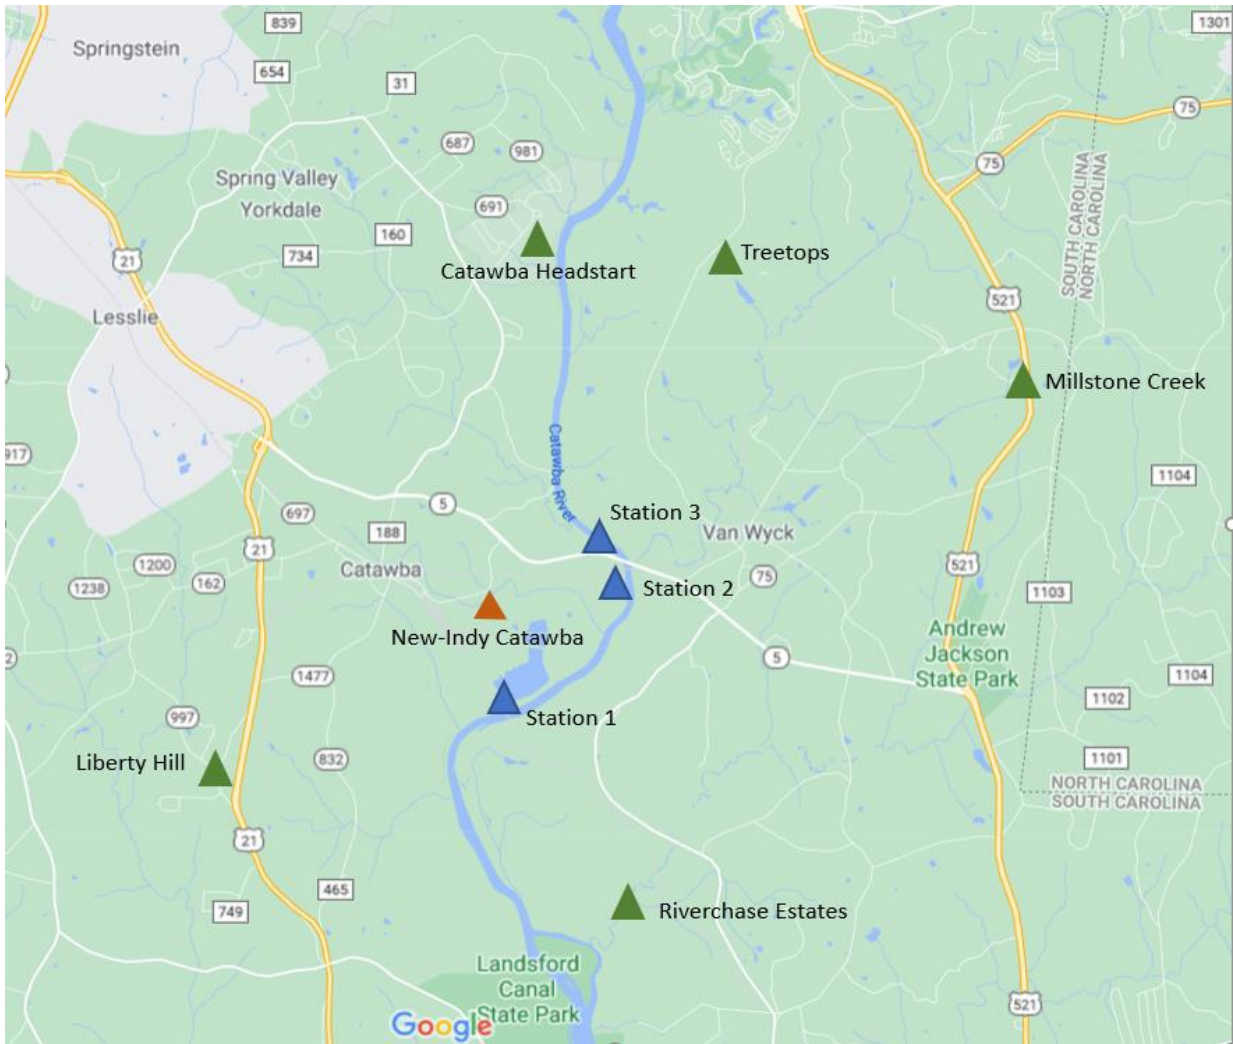 839
1301
Springstein
654
31
75
687
981
75
Spring Valley
Yorkdale
691
160
734
21
SOUTH CAROLINA
NORTH CAROLINA
Catawba Headstart
Treetops
521
Lesslie
Millstone Creek
917
Catawba River
1104
5
697
188
Station 3
Van Wyck
21
1200
162
1238
Catawba
75
521
Station 2
1103
New-Indy Catawba
Andrew
Jackson
State Park
5
2
1477
1104
1102
997
Station 1
832
1101
Liberty Hill
NORTH CAROLINA
SOUTH CAROLINA
21
465
749
Riverchase Estates
Landsford
Canal
State Park
Google
521